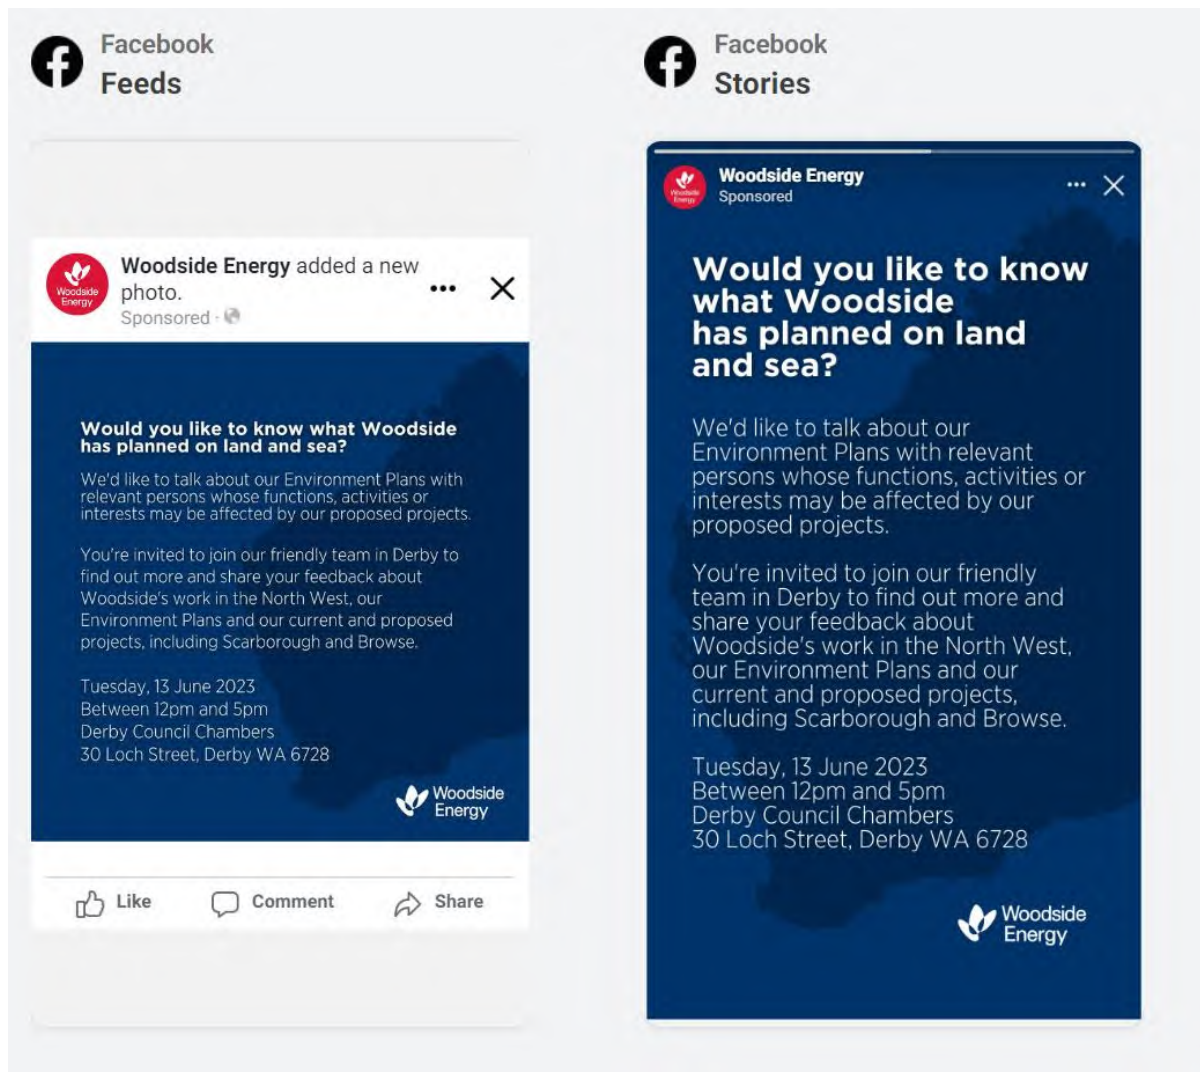 Facebook
Feeds
Woodside
Energy
Woodside Energy added a new
photo.
Sponsored ·
Would you like to know what Woodside
has planned on land and sea?
We'd like to talk about our Environment Plans with
relevant persons whose functions, activities or
interests may be affected by our proposed projects.
You're invited to join our friendly team in Derby to
find out more and share your feedback about
Woodside's work in the North West, our
Environment Plans and our current and proposed
projects, including Scarborough and Browse.
Tuesday, 13 June 2023
Between 12pm and 5pm
Derby Council Chambers
30 Loch Street, Derby WA 6728
Woodside
Energy
Like
Comment
Share
Facebook
Stories
Woodside
Energy
Woodside Energy
Sponsored
Would you like to know
what Woodside
has planned on land
and sea?
We'd like to talk about our
Environment Plans with relevant
persons whose functions, activities or
interests may be affected by our
proposed projects.
You're invited to join our friendly
team in Derby to find out more and
share your feedback about
Woodside's work in the North West,
our Environment Plans and our
current and proposed projects,
including Scarborough and Browse.
Tuesday, 13 June 2023
Between 12pm and 5pm
Derby Council Chambers
30 Loch Street, Derby WA 6728
Woodside
Energy